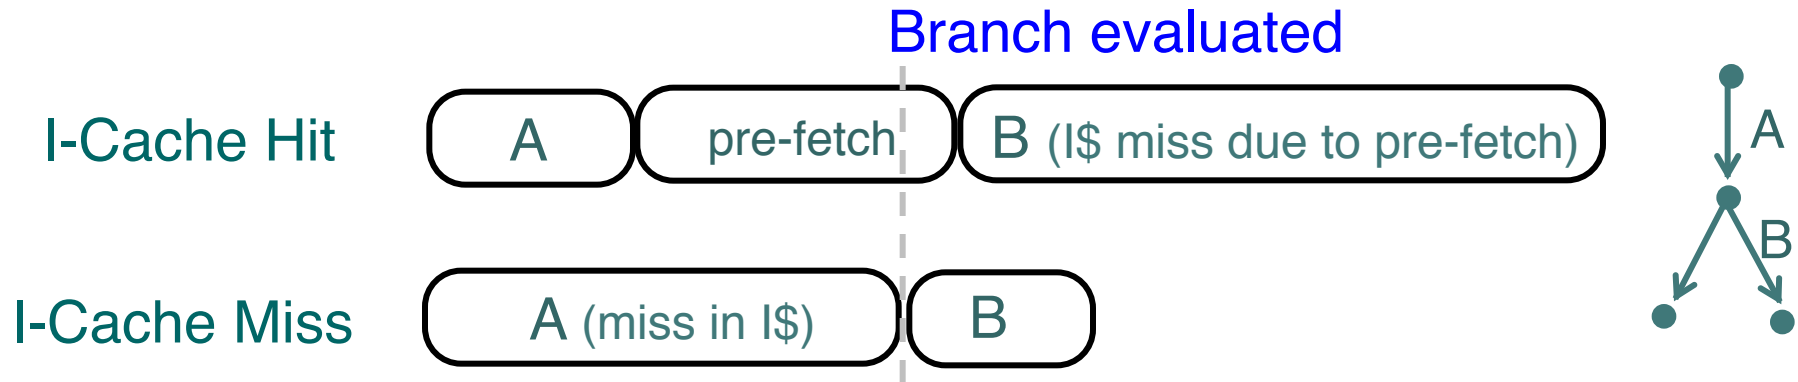 Branch evaluated
I-Cache Hit A pre-fetch B (I$ miss due to pre-fetch) A
B
I-Cache Miss A (miss in I$) B